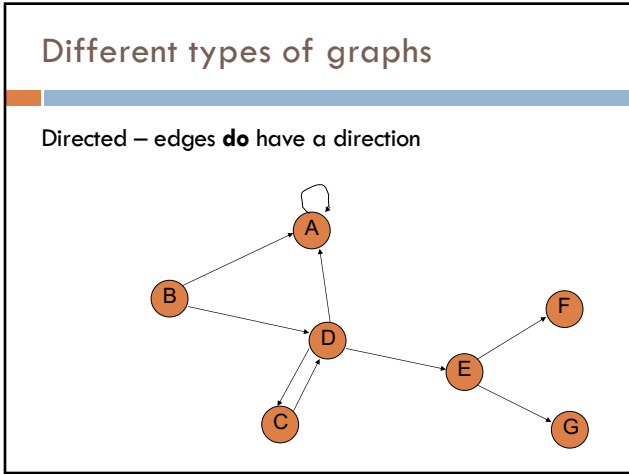 Different types of graphs
Directed – edges do have a direction
A
B
F
D
E
C
G